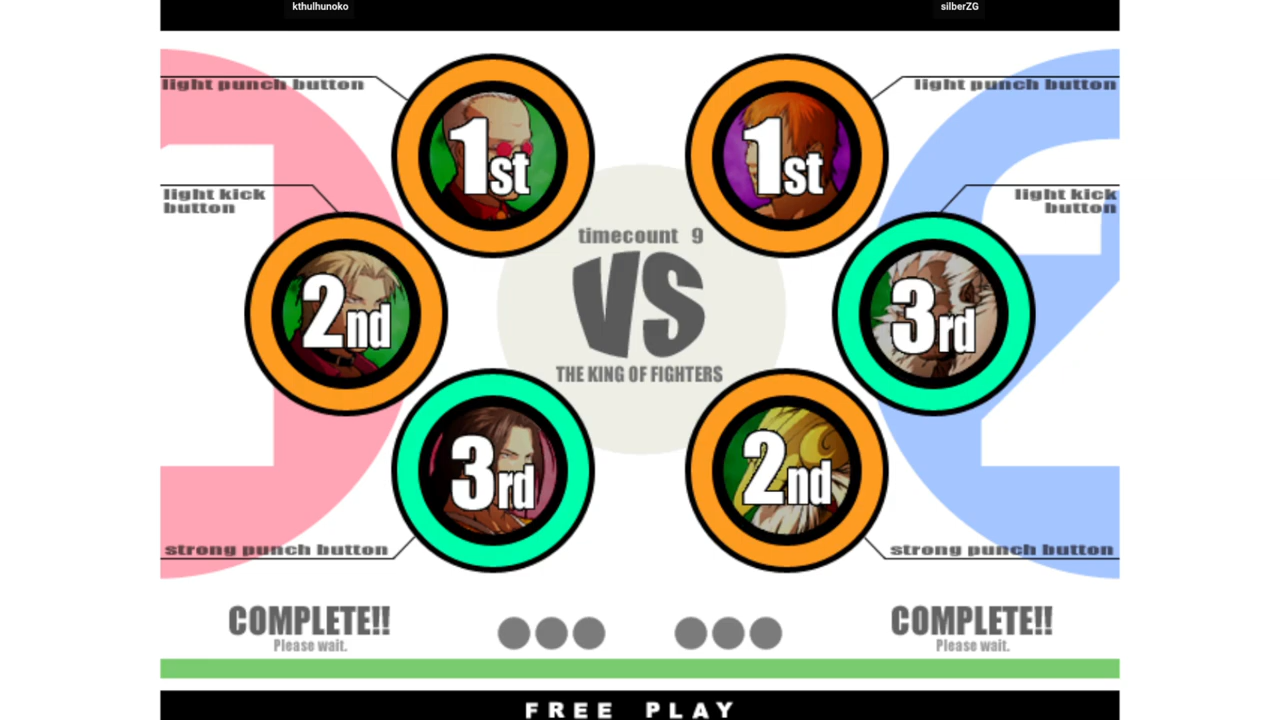 kthulhunoko
silberZG
light punch button
light punch button
1st
1st
light kick
button
light kick
button
timecount 9
VS
THE KING OF FIGHTERS
2nd
3rd
3rd
2nd
strong punch button
strong punch button
COMPLETE!!
Please wait.
COMPLETE!!
Please wait.
FREE PLAY